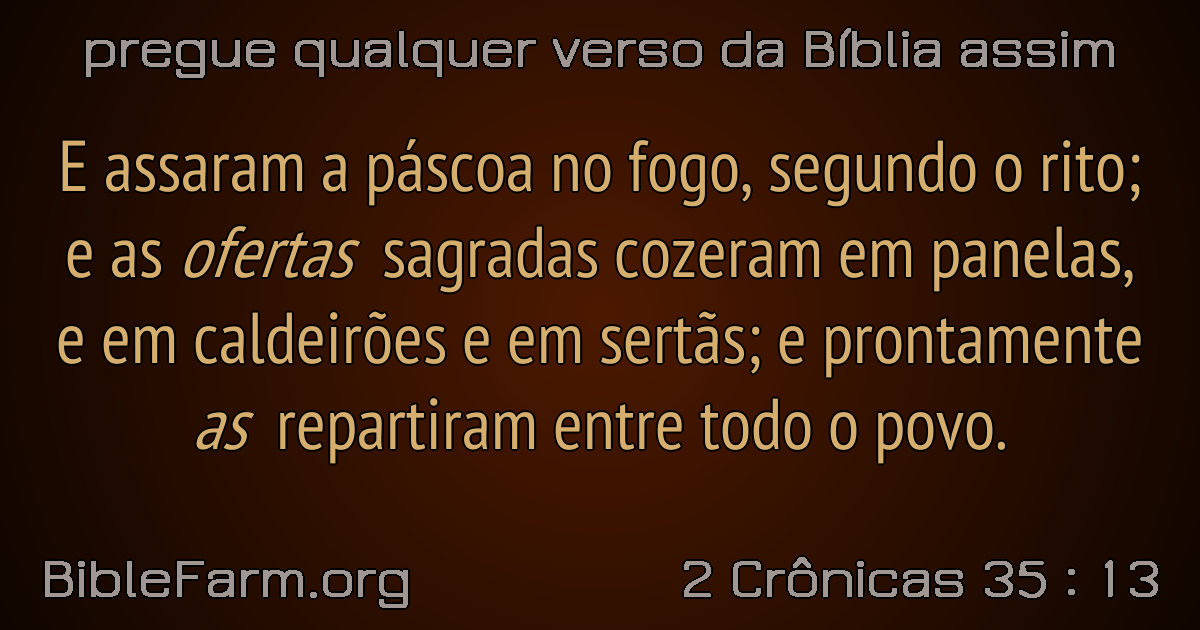 pregue qualquer verso da Bíblia assim
E assaram a páscoa no fogo, segundo o rito;
e as ofertas sagradas cozeram em panelas,
e em caldeirões e em sertãs; e prontamente
as repartiram entre todo o povo.
BibleFarm.org
2 Crônicas 35 : 13